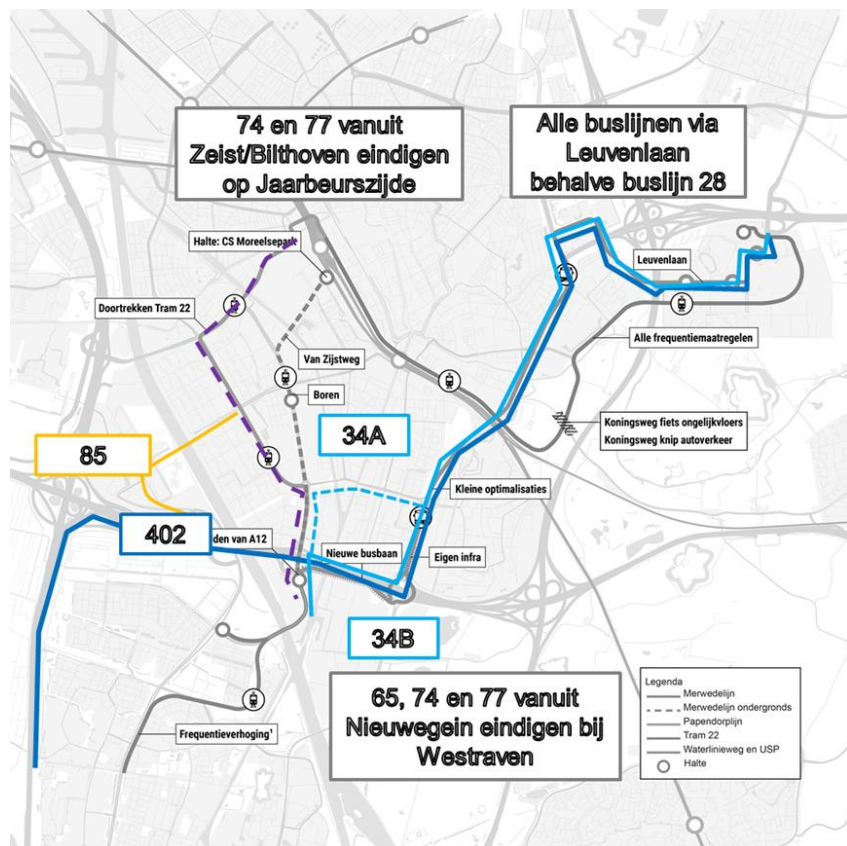 74 en 77 vanuit
Zeist/Bilthoven eindigen
op Jaarbeurszijde
Alle buslijnen via
Leuvenlaan
behalve buslijn 28
Halte: CS Moreelsepark
Leuvenlaan
Doortrekken Tram 22
Alle frequentiemaatregelen
Van Zijstweg
Boren
Koningsweg fiets ongelijkvloers
Koningsweg knip autoverkeer
34A
85
Kleine optimalisaties
402
den van A12
Nieuwe busbaan
Eigen infra
34B
65, 74 en 77 vanuit
Nieuwegein eindigen bij
Westraven
Frequentieverhoging¹
Legenda
Merwedelijn
Merwedelijn ondergronds
Papendorplijn
Tram 22
Waterlinieweg en USP
Halte